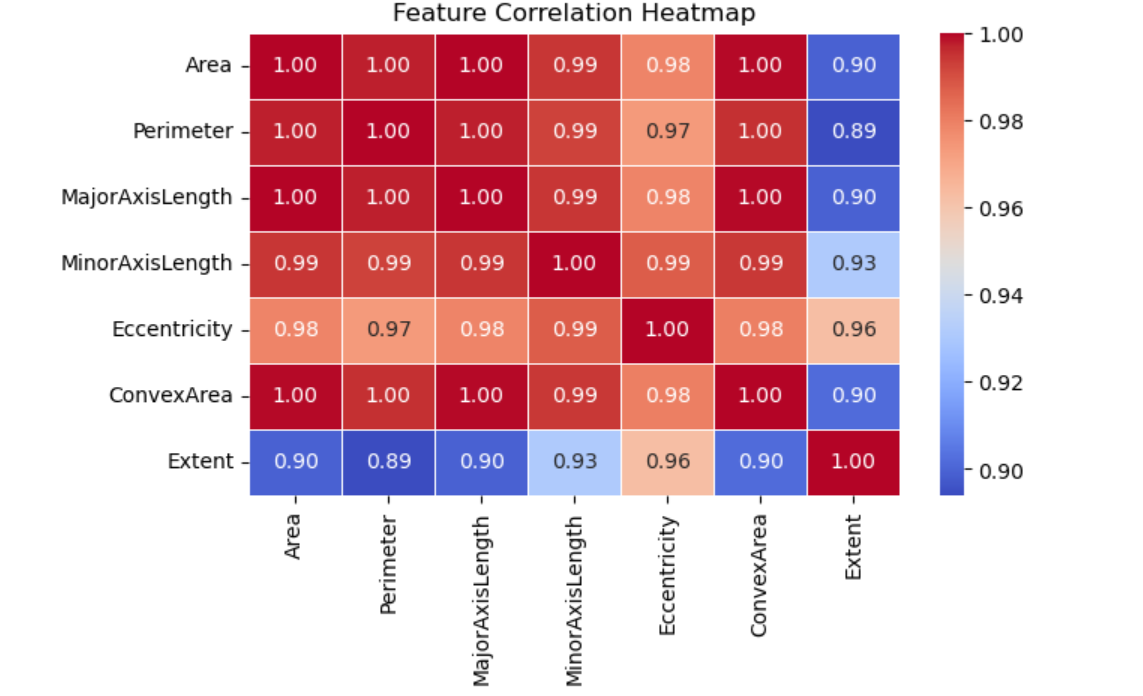 Feature Correlation Heatmap
Area 1.00 1.00 1.00 0.99 0.98 1.00 0.90
Perimeter 1.00 1.00 1.00 0.99 0.97 1.00 0.89
MajorAxisLength 1.00 1.00 1.00 0.99 0.98 1.00 0.90
MinorAxisLength 0.99 0.99 0.99 1.00 0.99 0.99 0.93
Eccentricity 0.98 0.97 0.98 0.99 1.00 0.98 0.96
ConvexArea 1.00 1.00 1.00 0.99 0.98 1.00 0.90
Extent 0.90 0.89 0.90 0.93 0.96 0.90 1.00
Area
Perimeter
MajorAxisLength
MinorAxisLength
Eccentricity
ConvexArea
Extent
1.00
0.98
0.96
0.94
0.92
0.90